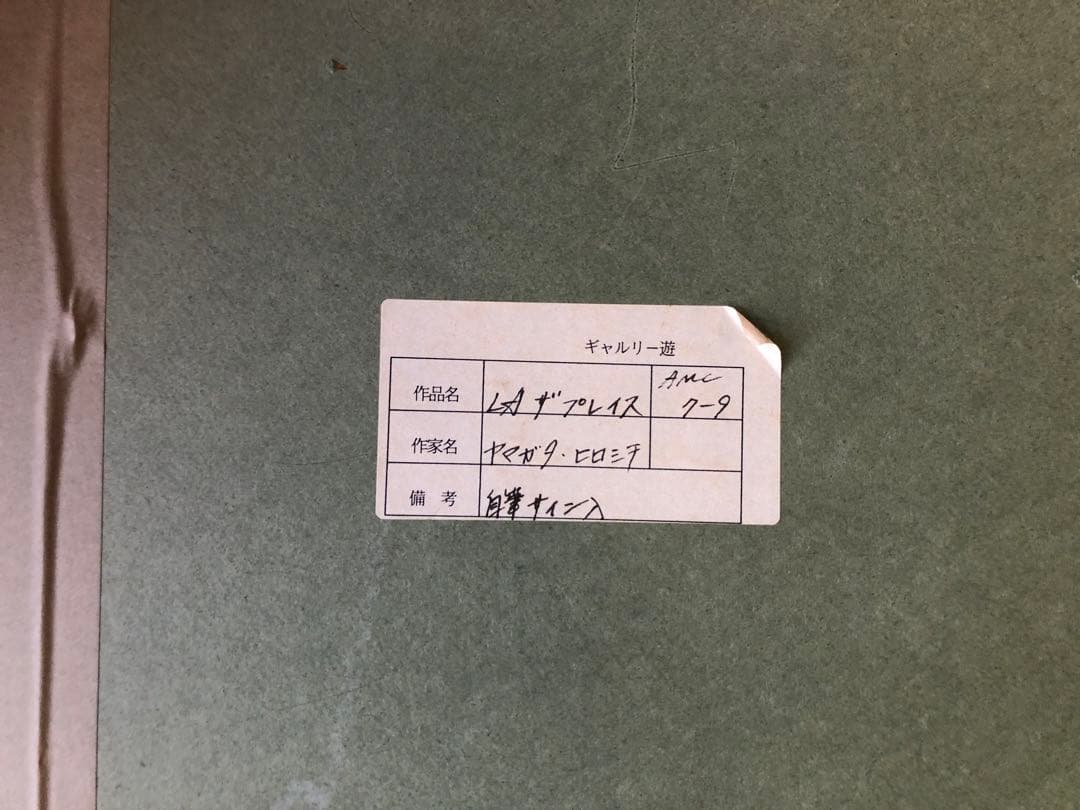 ギャルリー遊
作品名 LA ザ プレイス AMC 7-9
作家名 ヤマガタ・ヒロミチ
備考 自筆サイン入